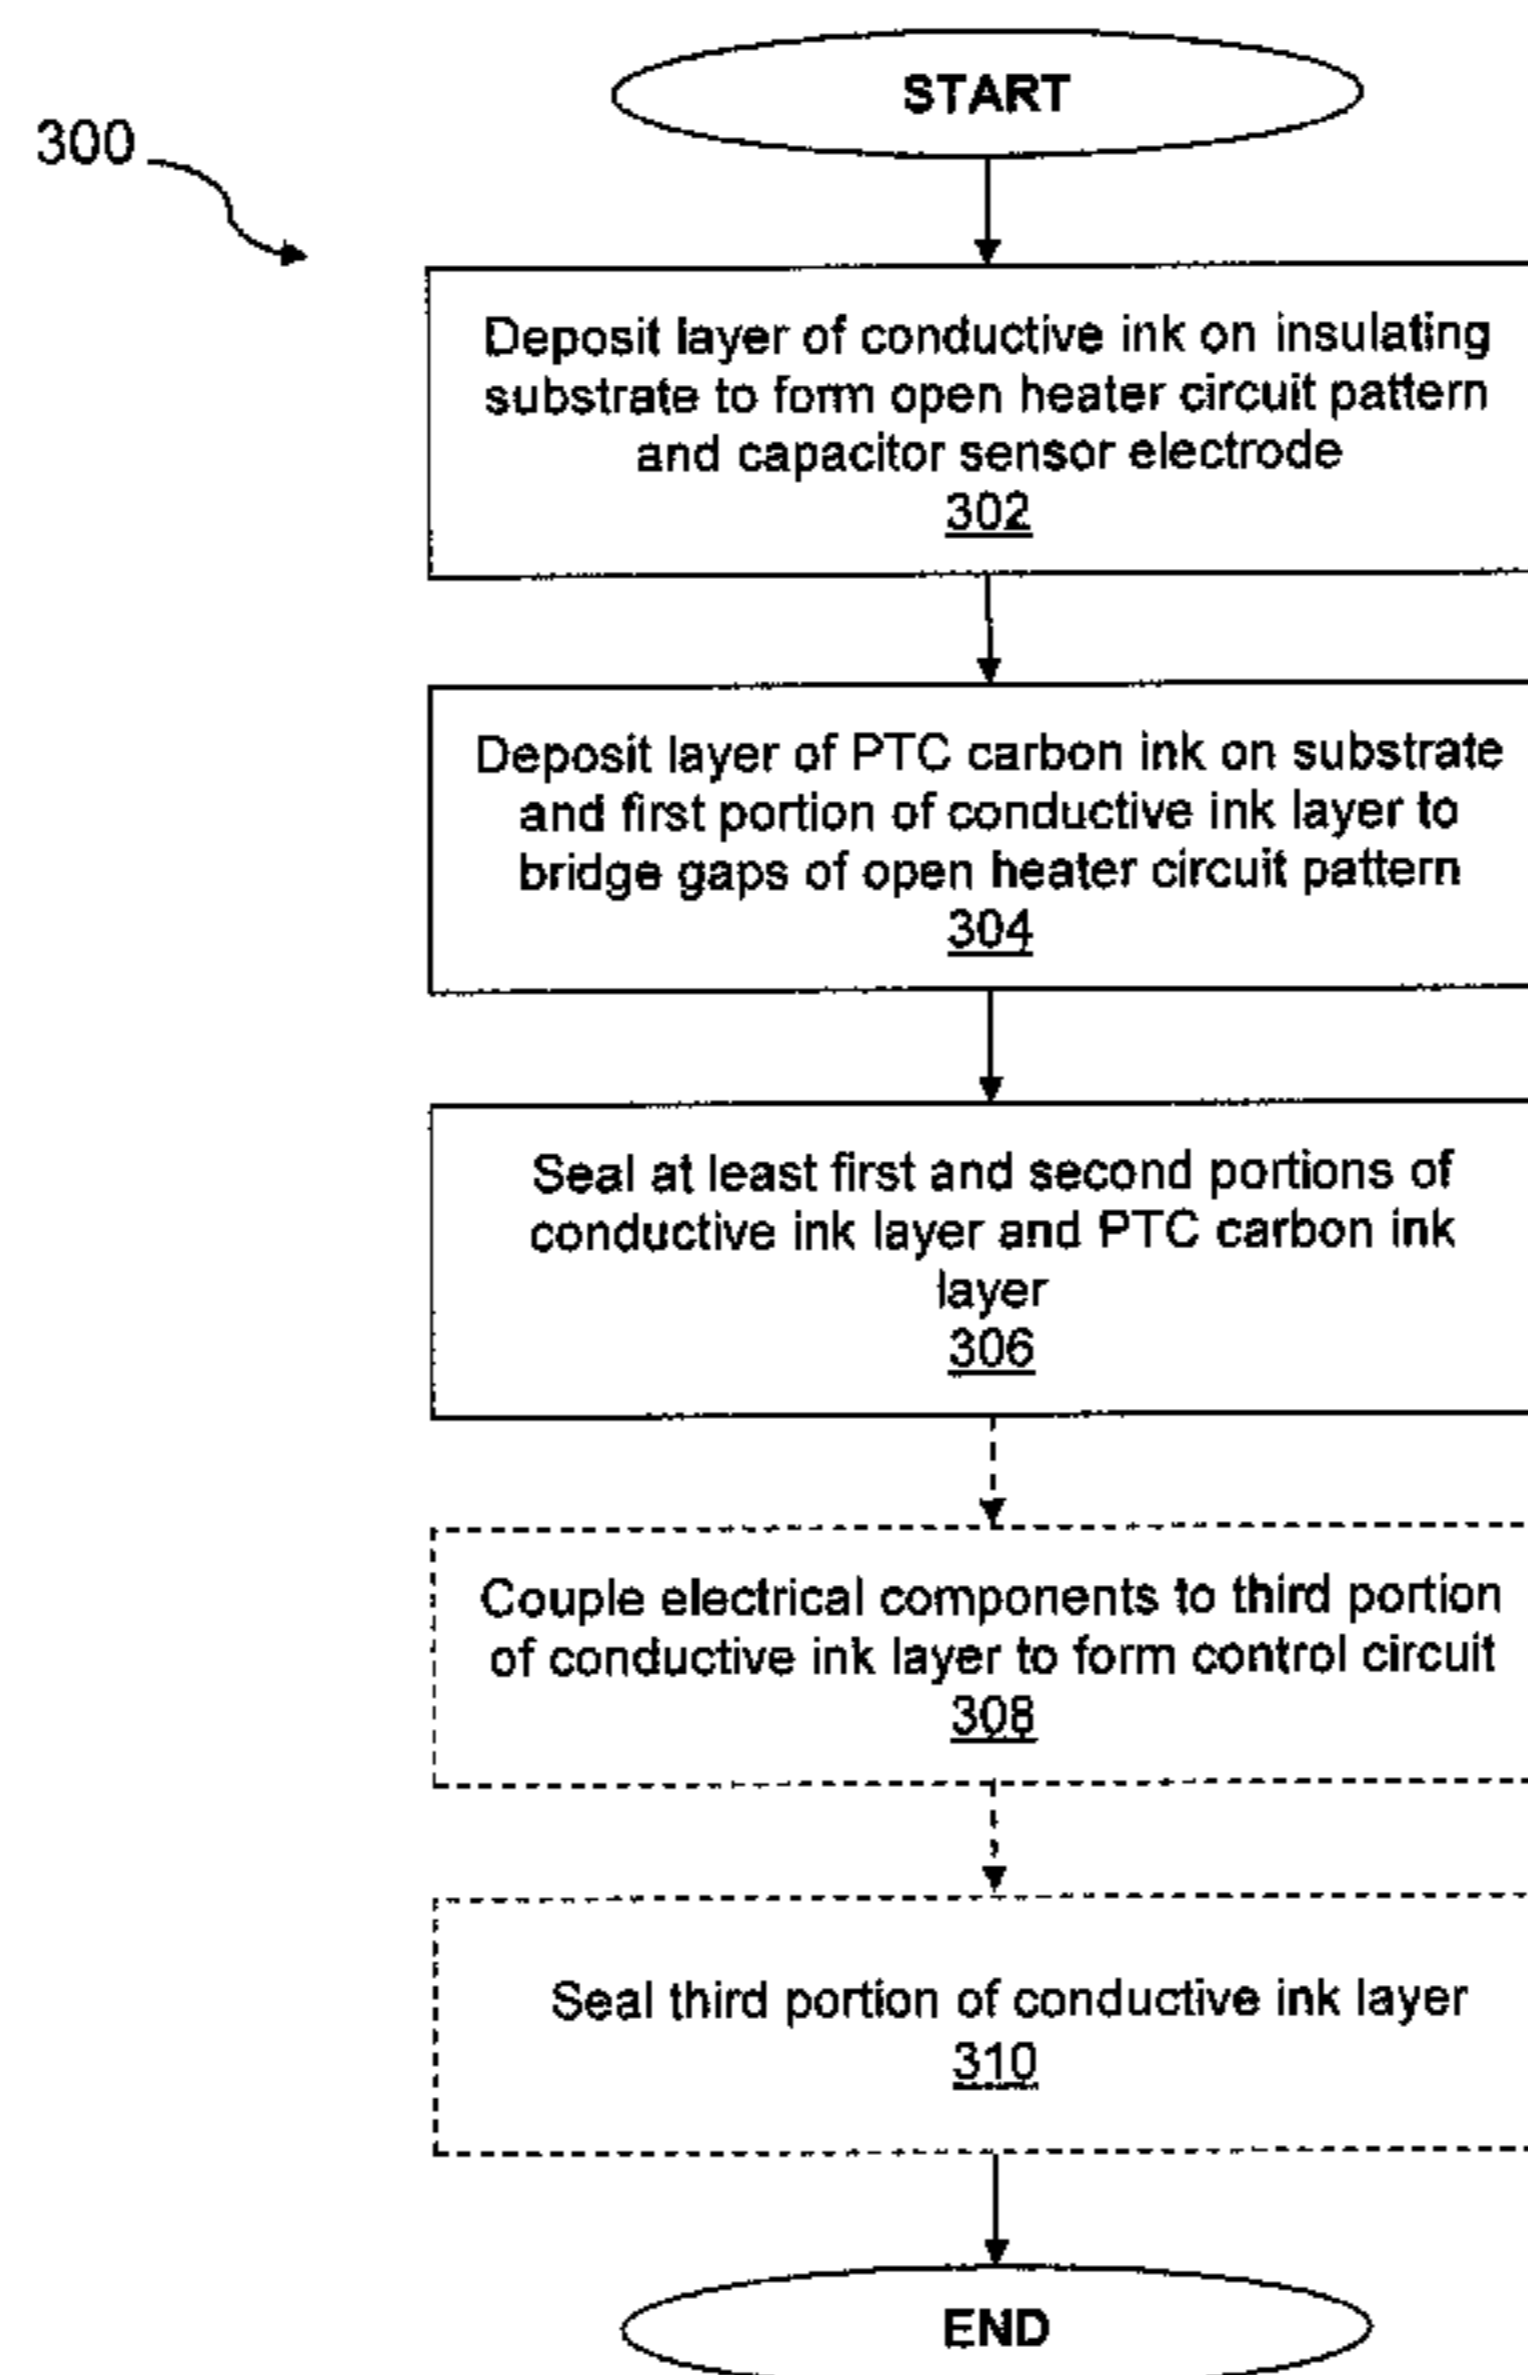 START
300
Deposit layer of conductive ink on insulating
substrate to form open heater circuit pattern
and capacitor sensor electrode
302
Deposit layer of PTC carbon ink on substrate
and first portion of conductive ink layer to
bridge gaps of open heater circuit pattern
304
Seal at least first and second portions of
conductive ink layer and PTC carbon ink
layer
306
Couple electrical components to third portion
of conductive ink layer to form control circuit
308
Seal third portion of conductive ink layer
310
END